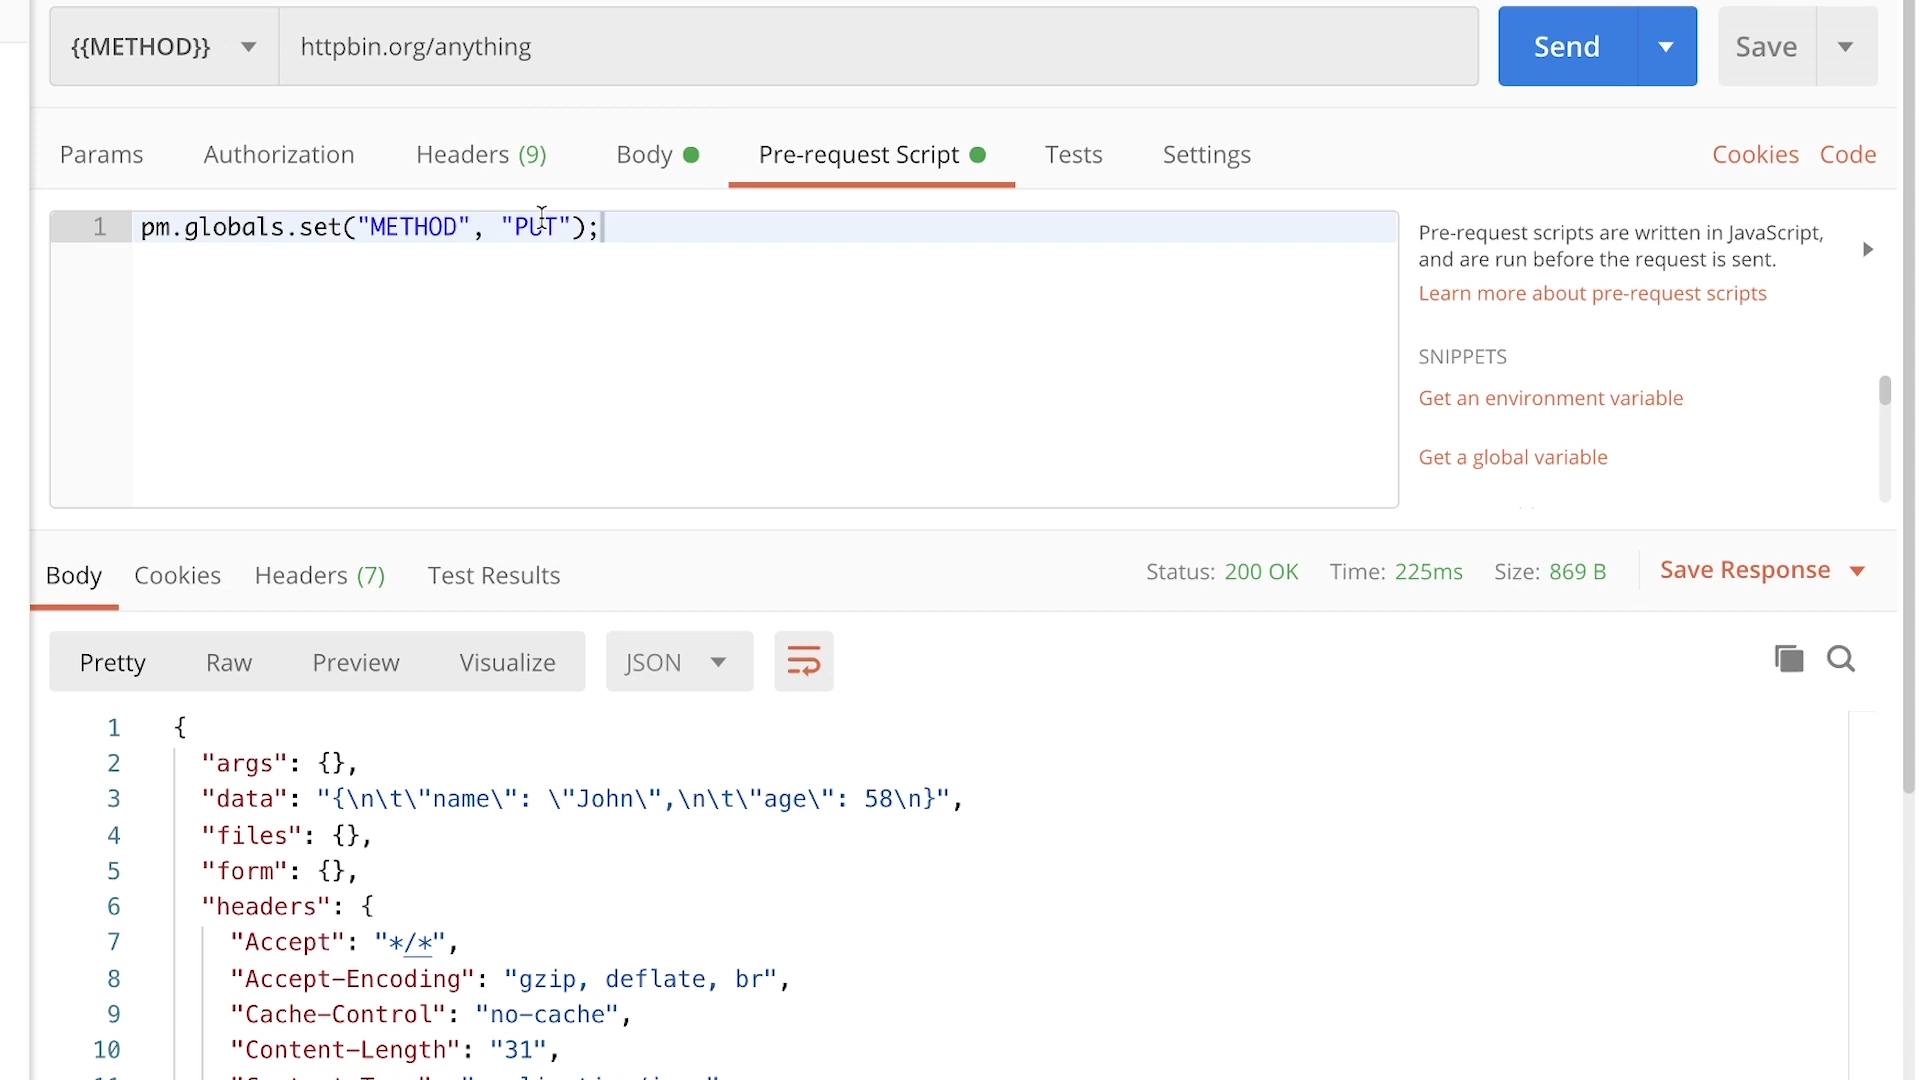 {{METHOD}} httpbin.org/anything Send Save
Params Authorization Headers (9) Body Pre-request Script Tests Settings Cookies Code
1 pm.globals.set("METHOD", "PUT");
Pre-request scripts are written in JavaScript,
and are run before the request is sent.
Learn more about pre-request scripts
SNIPPETS
Get an environment variable
Get a global variable
Body Cookies Headers (7) Test Results Status: 200 OK Time: 225ms Size: 869 B Save Response
Pretty Raw Preview Visualize JSON
1 {
2 "args": {},
3 "data": "{\n\t\"name\": \"John\",\n\t\"age\": 58\n}",
4 "files": {},
5 "form": {},
6 "headers": {
7 "Accept": "*/*",
8 "Accept-Encoding": "gzip, deflate, br",
9 "Cache-Control": "no-cache",
10 "Content-Length": "31",